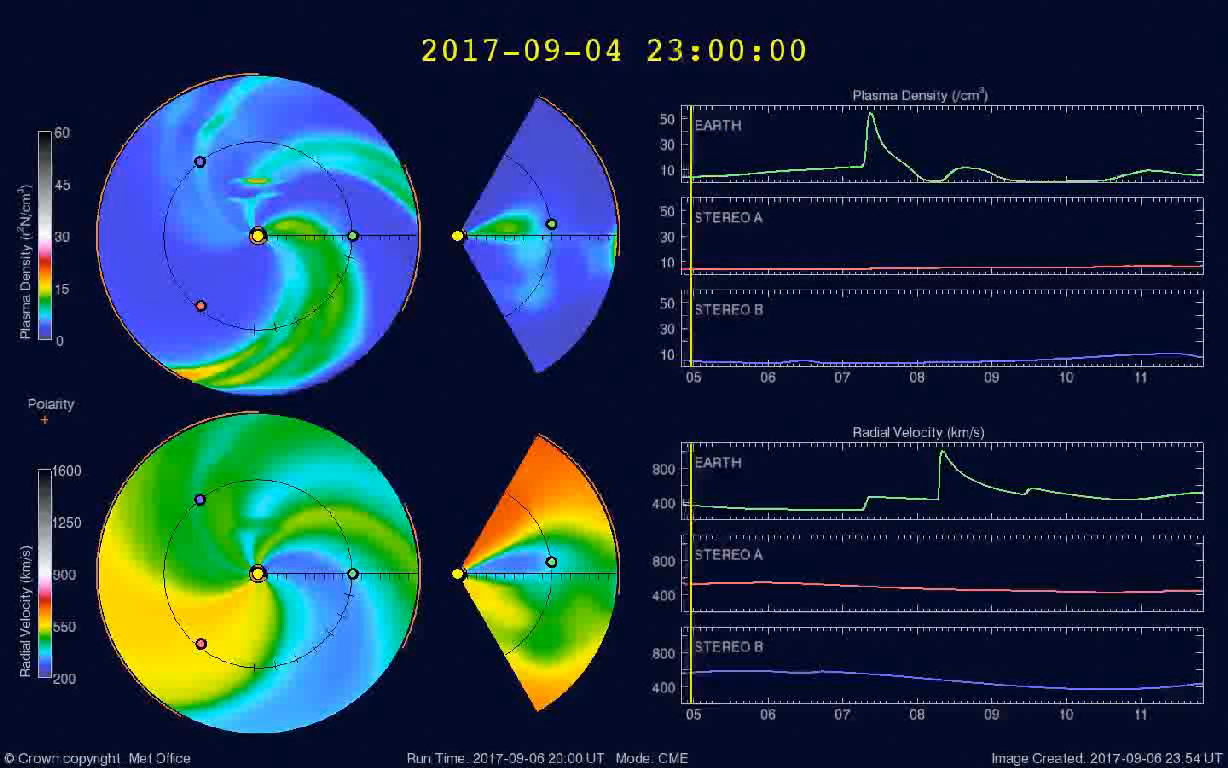 2017-09-04 23:00:00
Plasma Density (/cm³)
EARTH
50
30
10
STEREO A
50
30
10
STEREO B
50
30
10
05 06 07 08 09 10 11
Plasma Density (r²N/cm³)
60
45
30
15
0
Polarity
+
Radial Velocity (km/s)
EARTH
800
400
STEREO A
800
400
STEREO B
800
400
05 06 07 08 09 10 11
Radial Velocity (km/s)
1600
1250
900
550
200
© Crown copyright. Met Office
Run Time: 2017-09-06 20:00 UT Mode: CME
Image Created: 2017-09-06 23:54 UT